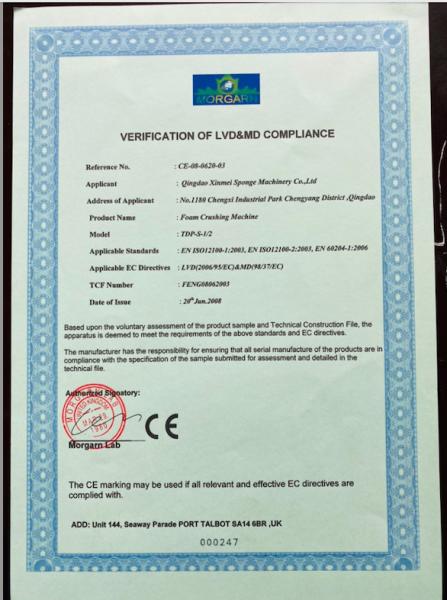 MORGARN
VERIFICATION OF LVD&MD COMPLIANCE
Reference No. : CE-08-0620-03
Applicant : Qingdao Xinmei Sponge Machinery Co.,Ltd
Address of Applicant : No.1180 Chengxi Industrial Park Chengyang District ,Qingdao
Product Name : Foam Crushing Machine
Model : TDP-S-1/2
Applicable Standards : EN ISO12100-1:2003, EN ISO12100-2:2003, EN 60204-1:2006
Applicable EC Directives : LVD(2006/95/EC)&MD(98/37/EC)
TCF Number : FENG08062003
Date of Issue : 20th Jun.2008
Based upon the voluntary assessment of the product sample and Technical Construction File, the
apparatus is deemed to meet the requirements of the above standards and EC directives.
The manufacturer has the responsibility for ensuring that all serial manufacture of the products are in
compliance with the specification of the sample submitted for assessment and detailed in the
technical file.
Authorized Signatory:
CE
Morgarn Lab
The CE marking may be used if all relevant and effective EC directives are
complied with.
ADD: Unit 144, Seaway Parade PORT TALBOT SA14 6BR ,UK
000247